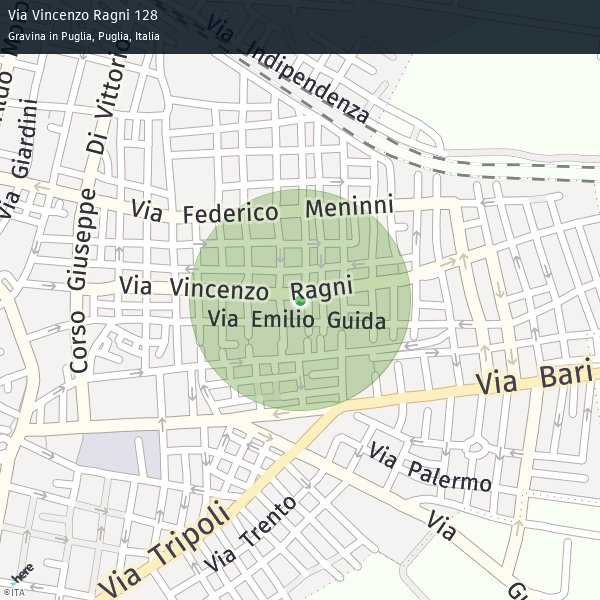 Via Vincenzo Ragni 128
Gravina in Puglia, Puglia, Italia
Via Indipendenza
Via Giardini
Corso Giuseppe Di Vittorio
Via Federico Meninni
Via Vincenzo Ragni
Via Emilio Guida
Via Bari
Via Palermo
Via Tripoli
Via Trento
Via
here
©ITA